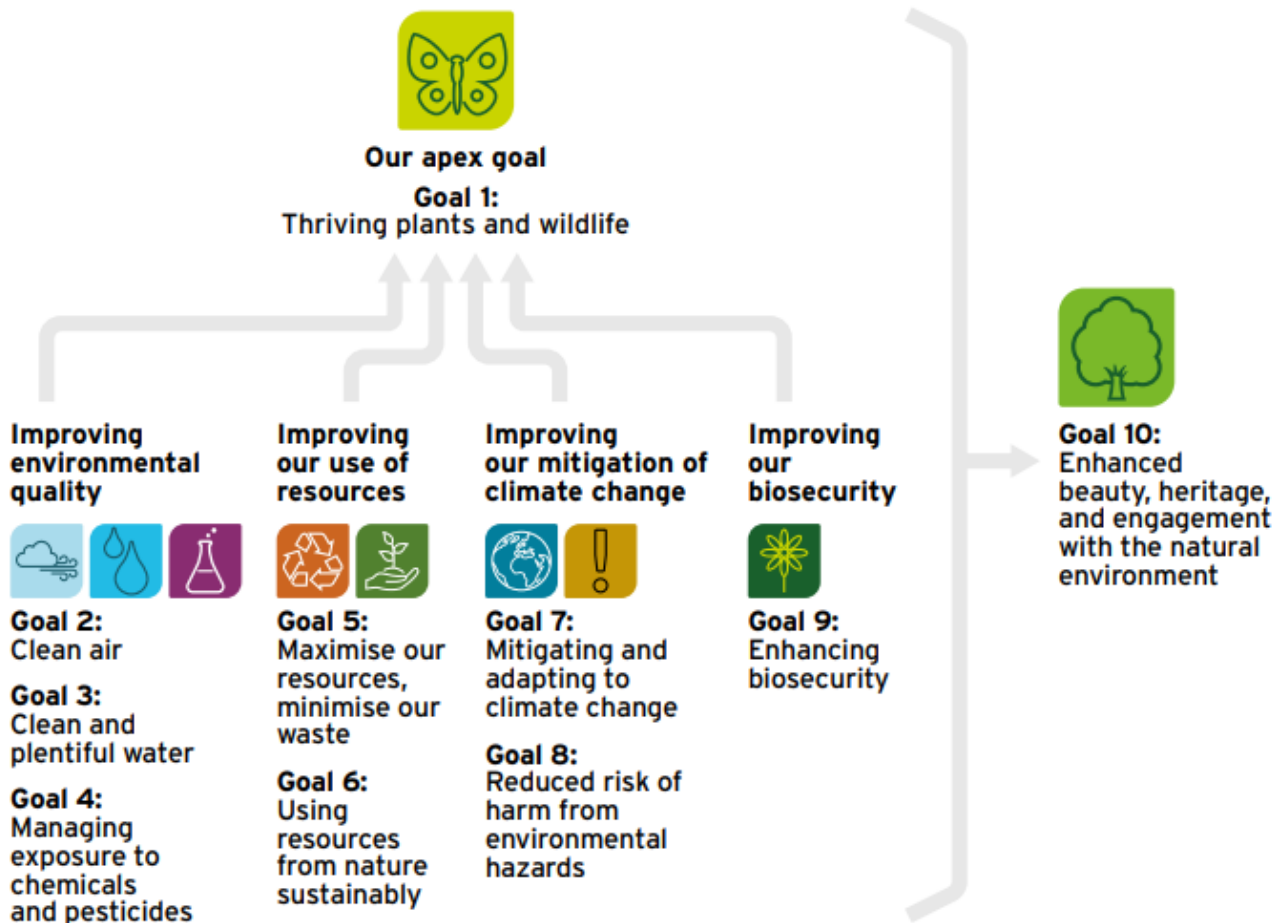 Our apex goal
Goal 1:
Thriving plants and wildlife
Improving
environmental
quality
Goal 2:
Clean air
Goal 3:
Clean and
plentiful water
Goal 4:
Managing
exposure to
chemicals
and pesticides
Improving
our use of
resources
Goal 5:
Maximise our
resources,
minimise our
waste
Goal 6:
Using
resources
from nature
sustainably
Improving
our mitigation of
climate change
Goal 7:
Mitigating and
adapting to
climate change
Goal 8:
Reduced risk of
harm from
environmental
hazards
Improving
our
biosecurity
Goal 9:
Enhancing
biosecurity
Goal 10:
Enhanced
beauty, heritage,
and engagement
with the natural
environment